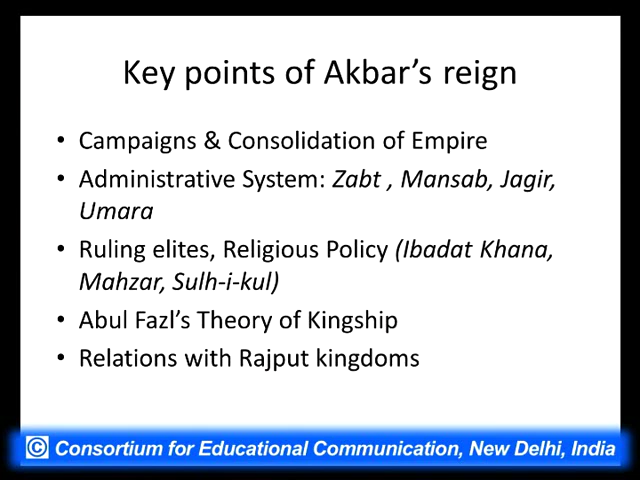 Key points of Akbar's reign
• Campaigns & Consolidation of Empire
• Administrative System: Zabt , Mansab, Jagir,
Umara
• Ruling elites, Religious Policy (Ibadat Khana,
Mahzar, Sulh-i-kul)
• Abul Fazl's Theory of Kingship
• Relations with Rajput kingdoms
© Consortium for Educational Communication, New Delhi, India